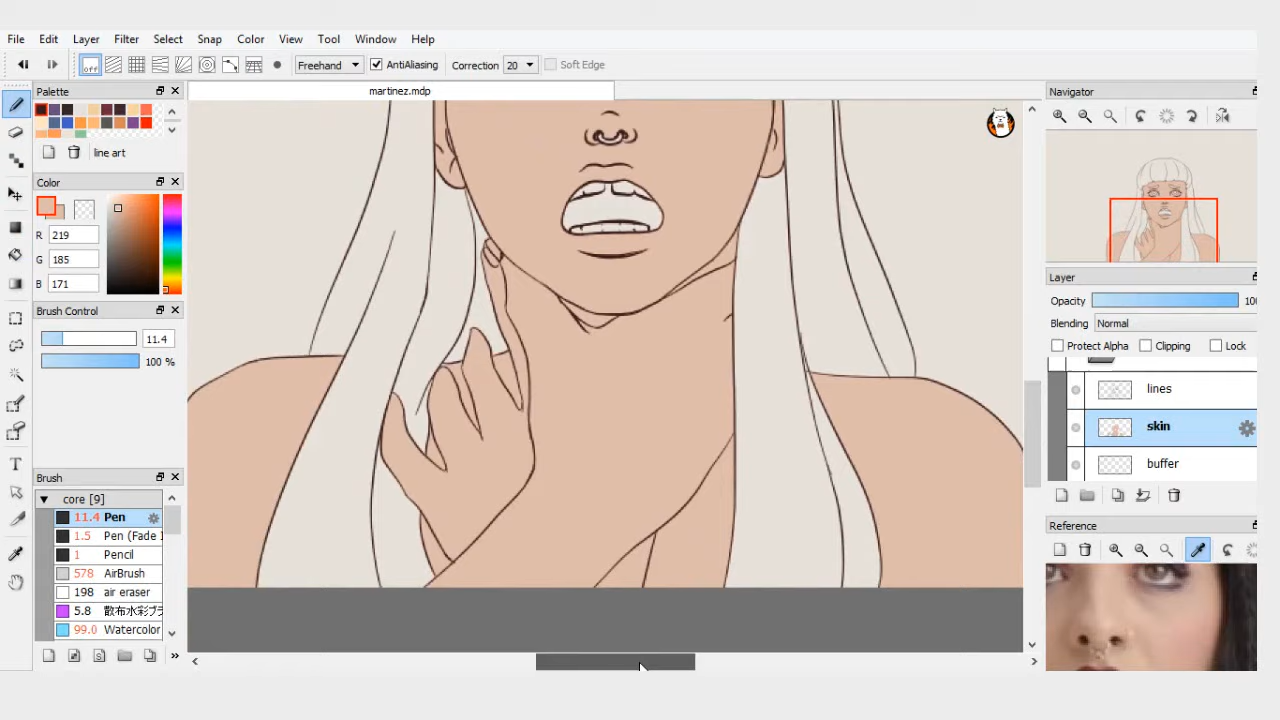 File Edit Layer Filter Select Snap Color View Tool Window Help
off Freehand AntiAliasing Correction 20 Soft Edge
Palette
martinez.mdp
Navigator
line art
Color
R 219
G 185
B 171
Brush Control
11.4
100 %
Layer
Opacity 100
Blending Normal
Protect Alpha Clipping Lock
lines
skin
buffer
Brush
core [9]
11.4 Pen
1.5 Pen (Fade
1 Pencil
578 AirBrush
198 air eraser
5.8 散布水彩ブラ
99.0 Watercolor
Reference